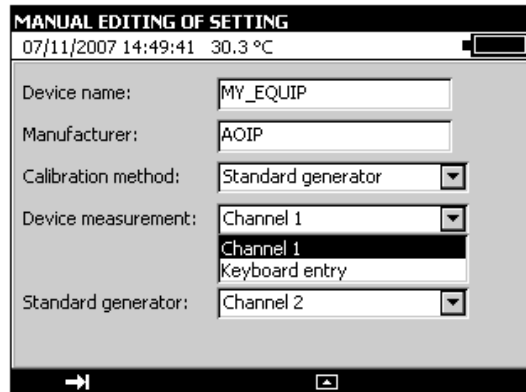 MANUAL EDITING OF SETTING
07/11/2007 14:49:41 30.3 °C
Device name: MY_EQUIP
Manufacturer: AOIP
Calibration method: Standard generator
Device measurement: Channel 1
Channel 1
Keyboard entry
Standard generator: Channel 2